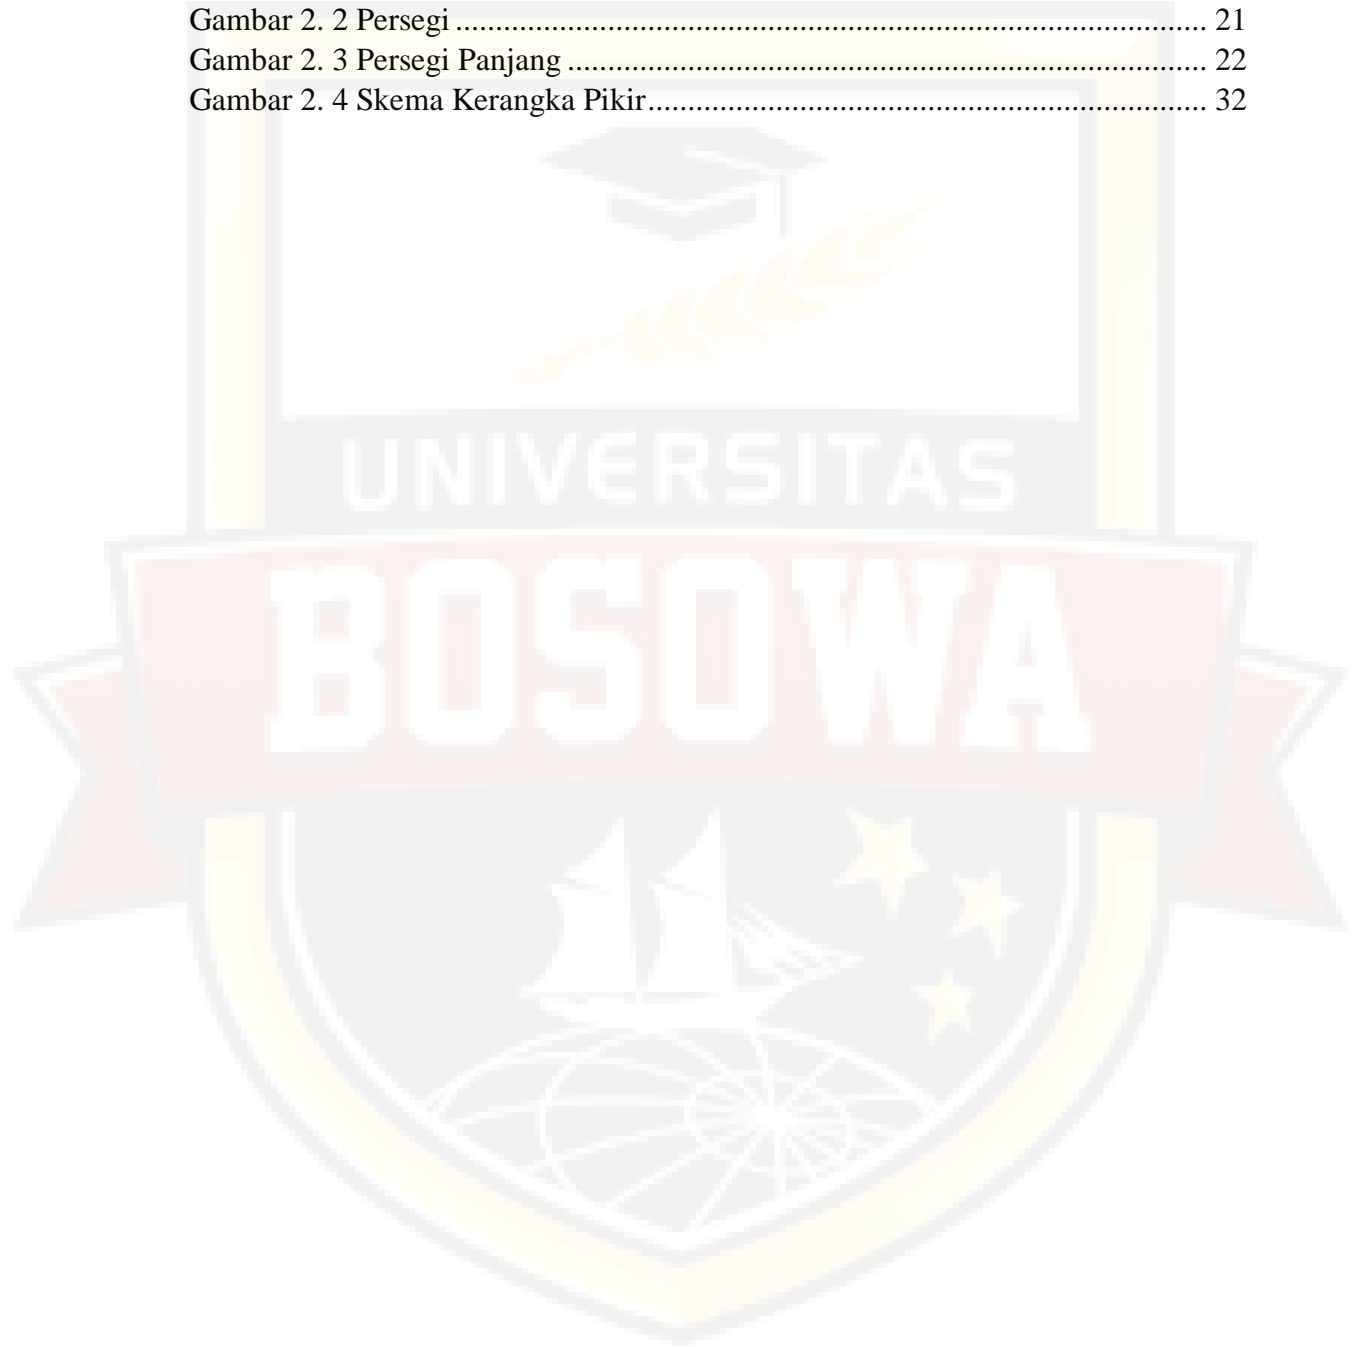 Gambar 2. 2 Persegi ............................................................................................. 21
Gambar 2. 3 Persegi Panjang ............................................................................... 22
Gambar 2. 4 Skema Kerangka Pikir...................................................................... 32
UNIVERSITAS
BOSOWA